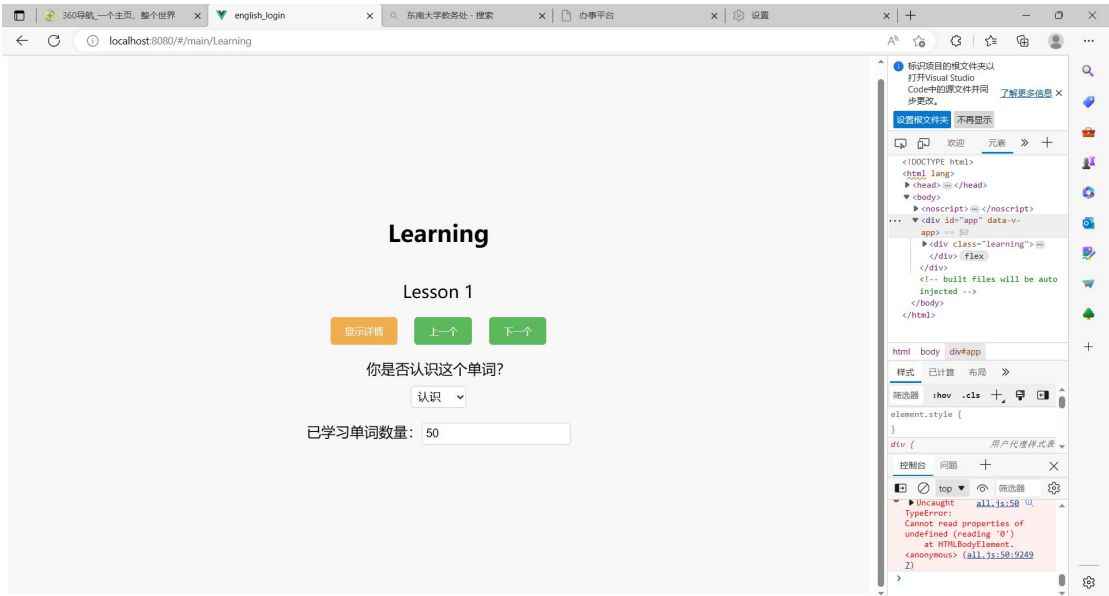 360导航_一个主页，整个世界
english_login
东南大学教务处 - 搜索
办事平台
设置
localhost:8080/#/main/Learning
Learning
Lesson 1
显示详情
上一个
下一个
你是否认识这个单词?
认识
已学习单词数量: 50
标识项目的根文件夹以
打开Visual Studio
Code中的源文件并同
步更改。
了解更多信息
设置根文件夹 不再显示
欢迎 元素
<!DOCTYPE html>
<html lang>
<head> </head>
<body>
<noscript> </noscript>
<div id="app" data-v-
app> == $0
<div class="learning">
</div> flex
</div>
<!-- built files will be auto
injected -->
</body>
</html>
html body div#app
样式 已计算 布局
筛选器 :hov .cls
element.style {
}
div { 用户代理样式表
控制台 问题
top 筛选器
Uncaught all.js:50
TypeError:
Cannot read properties of
undefined (reading '0')
at HTMLBodyElement.
<anonymous> (all.js:50:9249
7)